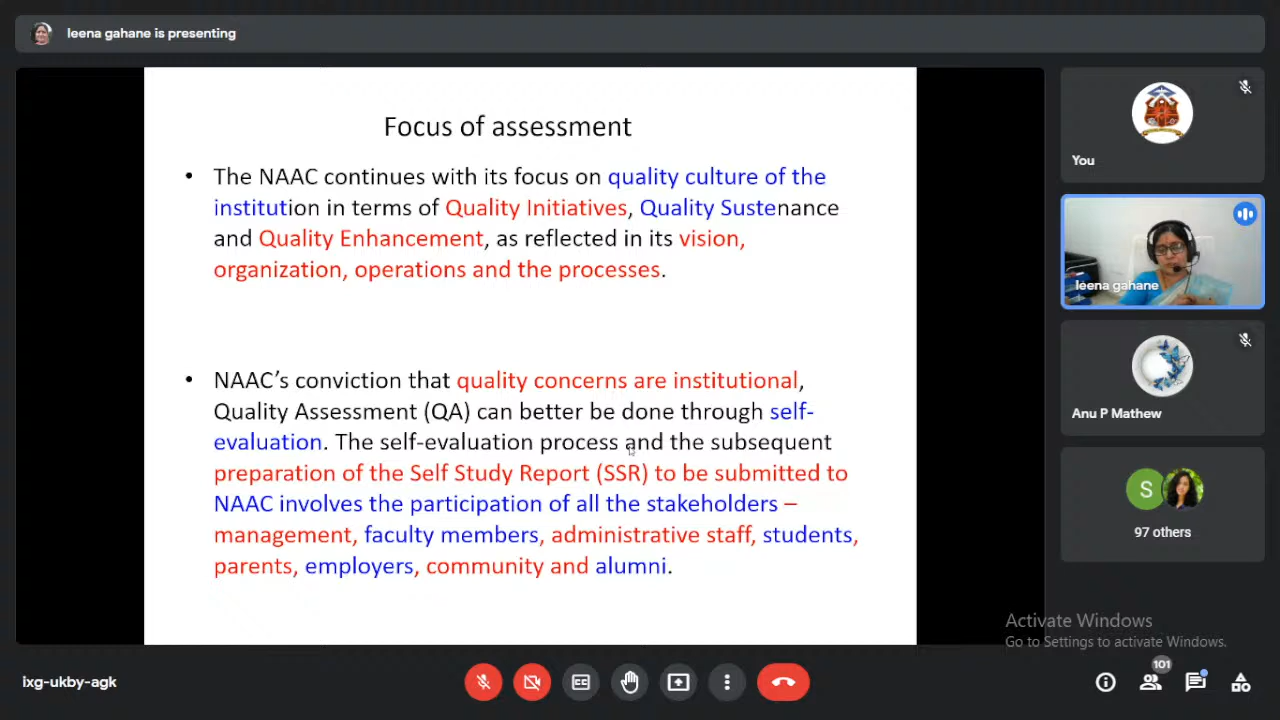 leena gahane is presenting
Focus of assessment
• The NAAC continues with its focus on quality culture of the
institution in terms of Quality Initiatives, Quality Sustenance
and Quality Enhancement, as reflected in its vision,
organization, operations and the processes.
• NAAC’s conviction that quality concerns are institutional,
Quality Assessment (QA) can better be done through self-
evaluation. The self-evaluation process and the subsequent
preparation of the Self Study Report (SSR) to be submitted to
NAAC involves the participation of all the stakeholders –
management, faculty members, administrative staff, students,
parents, employers, community and alumni.
You
leena gahane
Anu P Mathew
S
97 others
Activate Windows
Go to Settings to activate Windows.
ixg-ukby-agk
CC
101